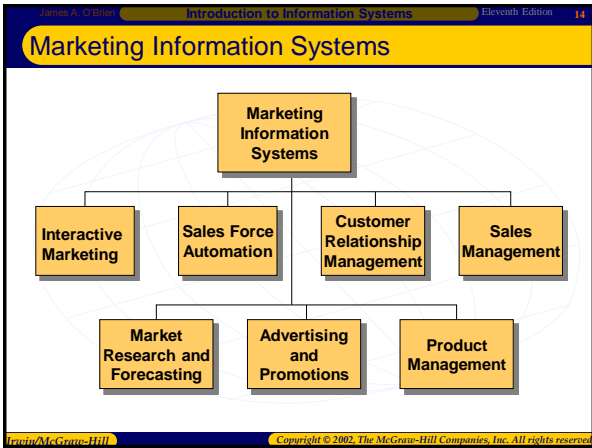 James A. O'Brien Introduction to Information Systems Eleventh Edition 14
Marketing Information Systems
Marketing
Information
Systems
Interactive
Marketing
Sales Force
Automation
Customer
Relationship
Management
Sales
Management
Market
Research and
Forecasting
Advertising
and
Promotions
Product
Management
Irwin/McGraw-Hill Copyright © 2002, The McGraw-Hill Companies, Inc. All rights reserved